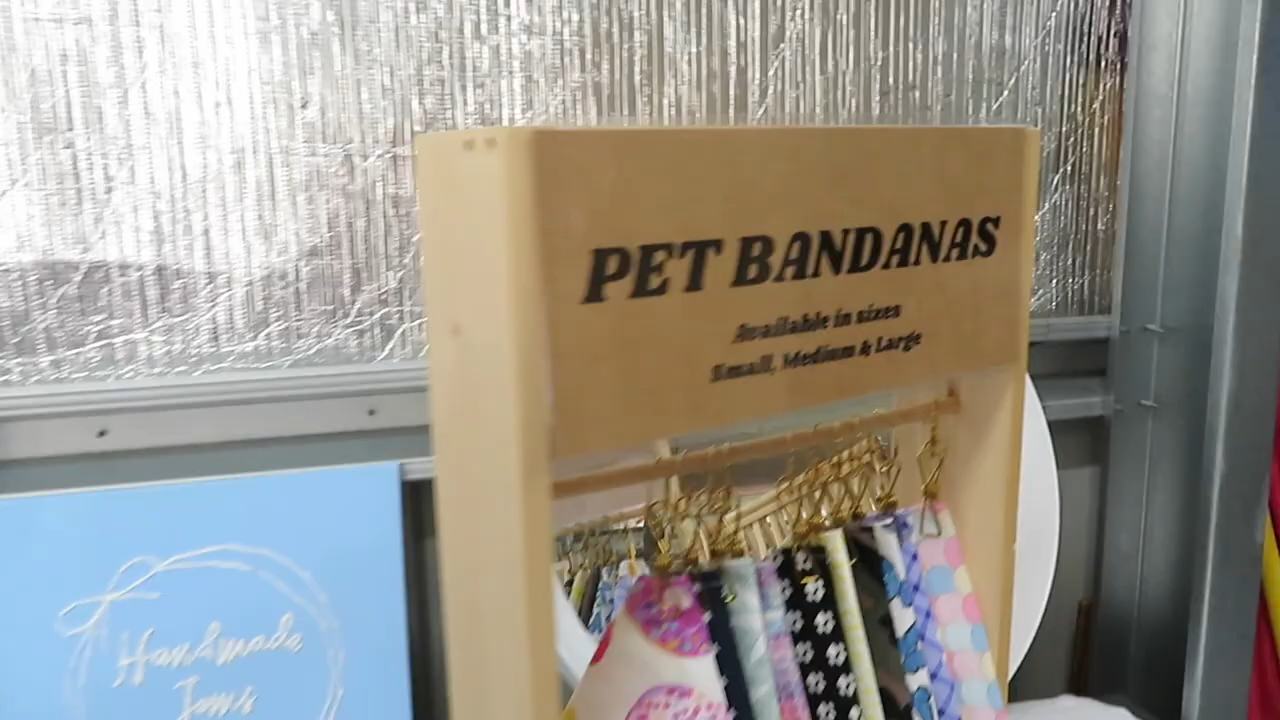 PET BANDANAS
Available in sizes
Small, Medium & Large
Handmade